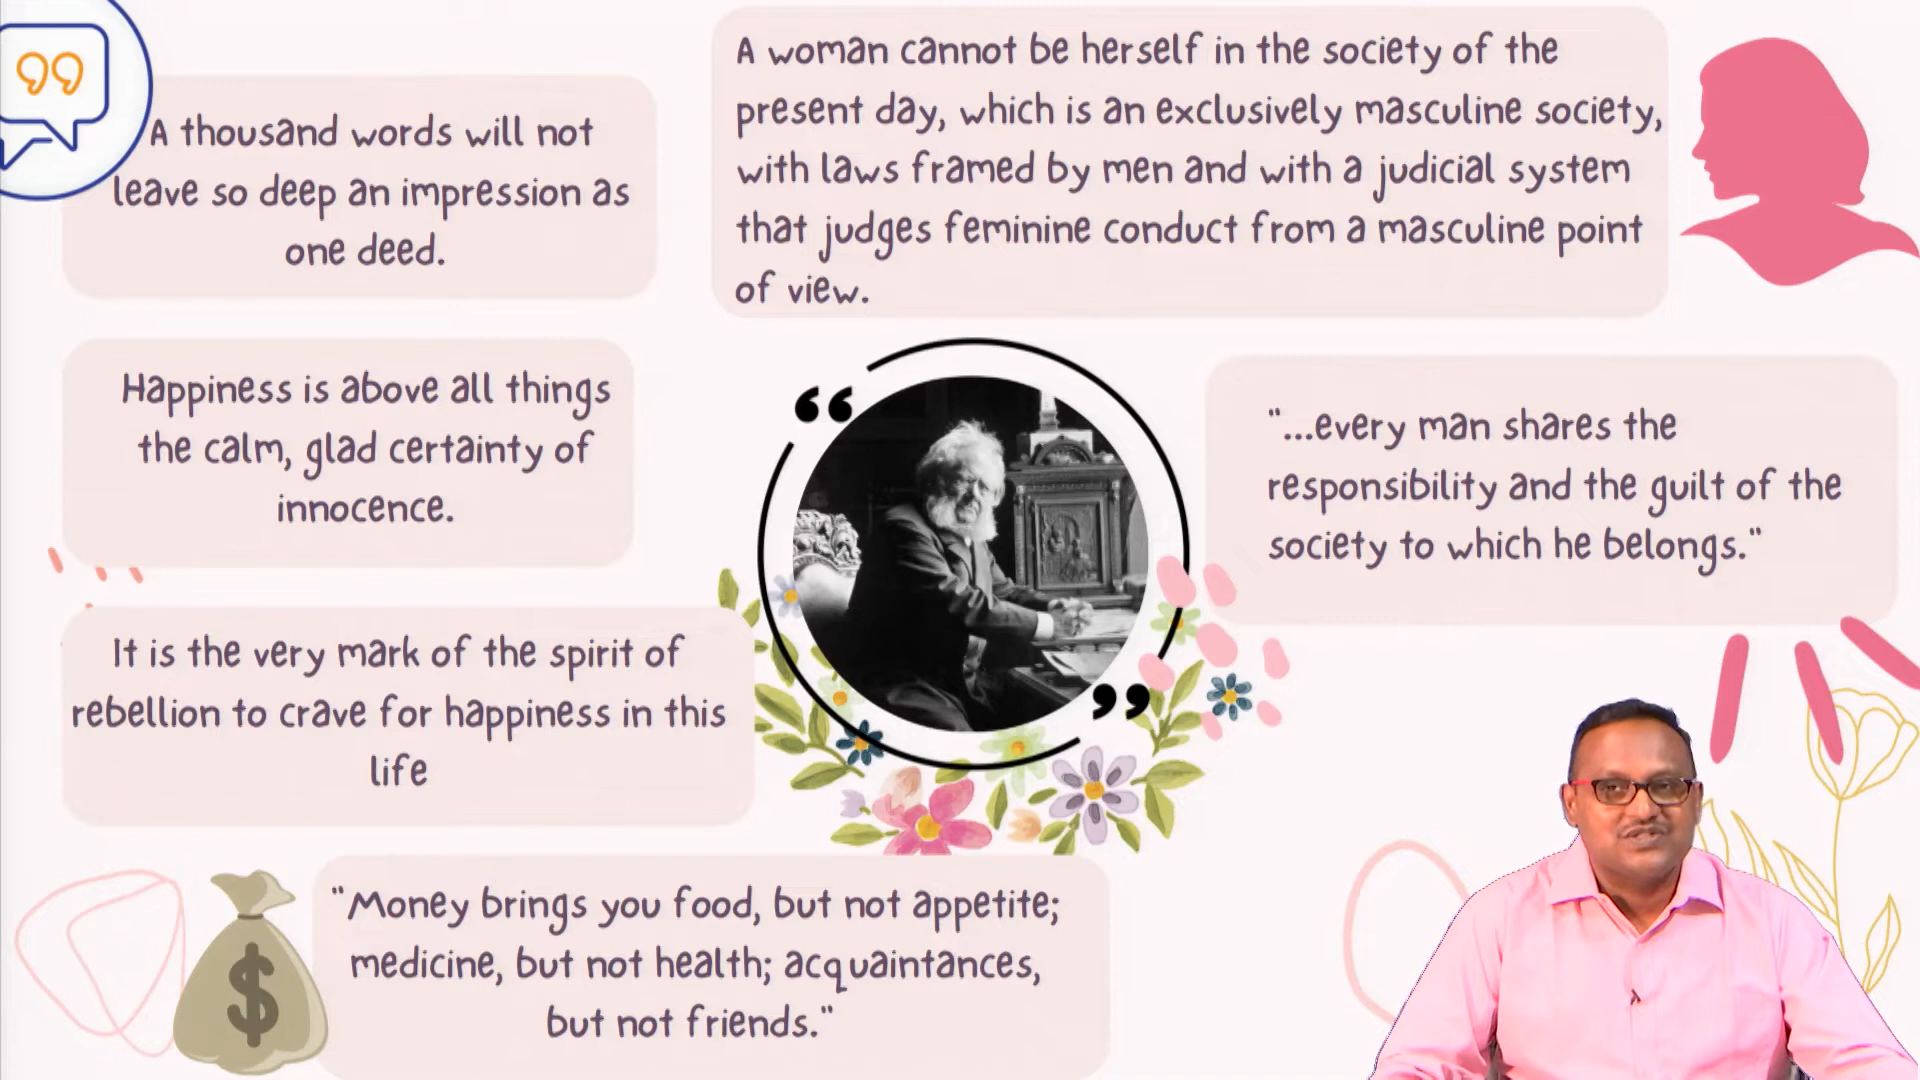 A thousand words will not
leave so deep an impression as
one deed.
A woman cannot be herself in the society of the
present day, which is an exclusively masculine society,
with laws framed by men and with a judicial system
that judges feminine conduct from a masculine point
of view.
Happiness is above all things
the calm, glad certainty of
innocence.
"...every man shares the
responsibility and the guilt of the
society to which he belongs."
It is the very mark of the spirit of
rebellion to crave for happiness in this
life
"Money brings you food, but not appetite;
medicine, but not health; acquaintances,
but not friends."
$